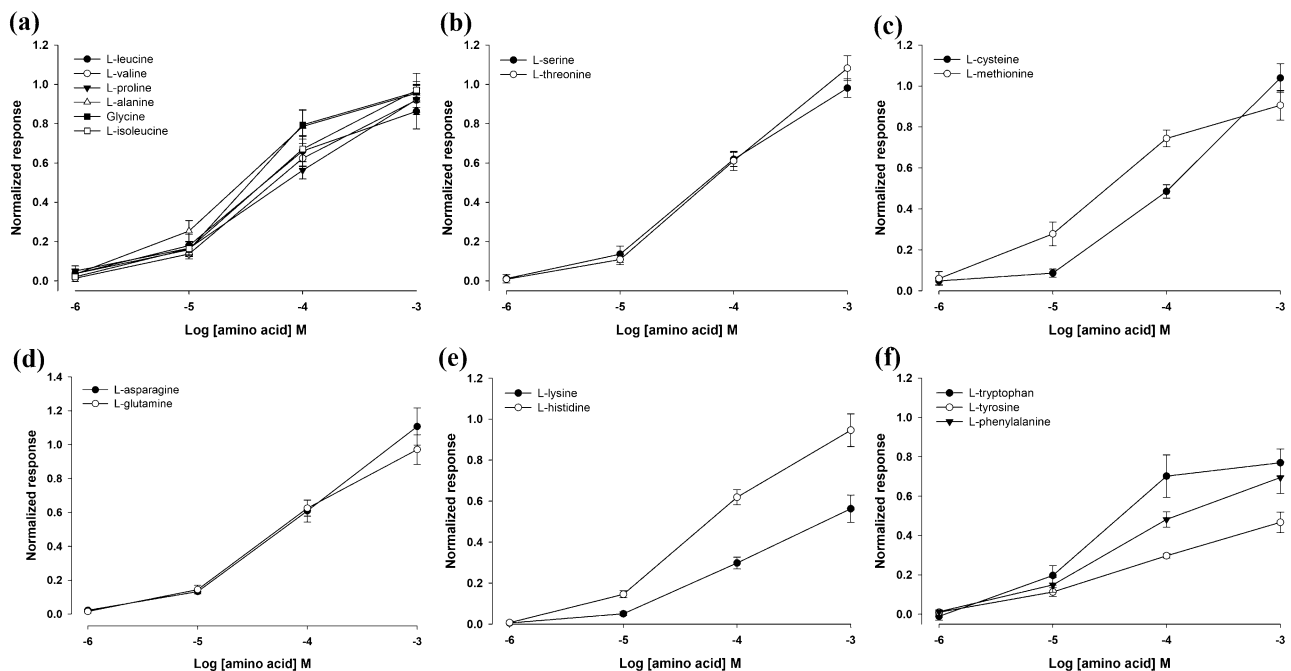 (a)
L-leucine
L-valine
L-proline
L-alanine
Glycine
L-isoleucine
Normalized response
1.2
1.0
0.8
0.6
0.4
0.2
0.0
-6 -5 -4 -3
Log [amino acid] M
(b)
L-serine
L-threonine
Normalized response
1.2
1.0
0.8
0.6
0.4
0.2
0.0
-6 -5 -4 -3
Log [amino acid] M
(c)
L-cysteine
L-methionine
Normalized response
1.2
1.0
0.8
0.6
0.4
0.2
0.0
-6 -5 -4 -3
Log [amino acid] M
(d)
L-asparagine
L-glutamine
Normalized response
1.4
1.2
1.0
0.8
0.6
0.4
0.2
0.0
-6 -5 -4 -3
Log [amino acid] M
(e)
L-lysine
L-histidine
Normalized response
1.2
1.0
0.8
0.6
0.4
0.2
0.0
-6 -5 -4 -3
Log [amino acid] M
(f)
L-tryptophan
L-tyrosine
L-phenylalanine
Normalized response
1.2
1.0
0.8
0.6
0.4
0.2
0.0
-6 -5 -4 -3
Log [amino acid] M